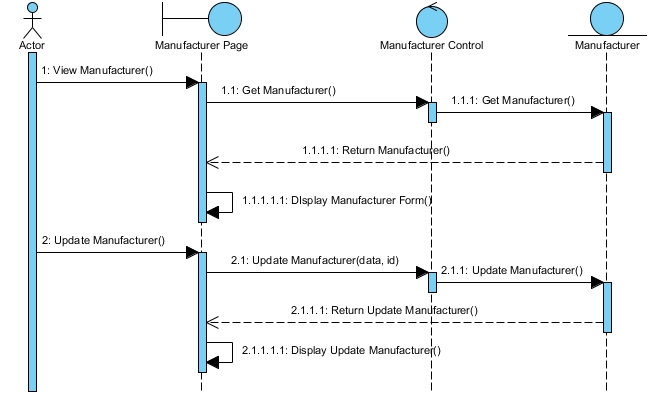 Actor
Manufacturer Page
Manufacturer Control
Manufacturer
1: View Manufacturer()
1.1: Get Manufacturer()
1.1.1: Get Manufacturer()
1.1.1.1: Return Manufacturer()
1.1.1.1.1: DIsplay Manufacturer Form()
2: Update Manufacturer()
2.1: Update Manufacturer(data, id)
2.1.1: Update Manufacturer()
2.1.1.1: Return Update Manufacturer()
2.1.1.1.1: Display Update Manufacturer()